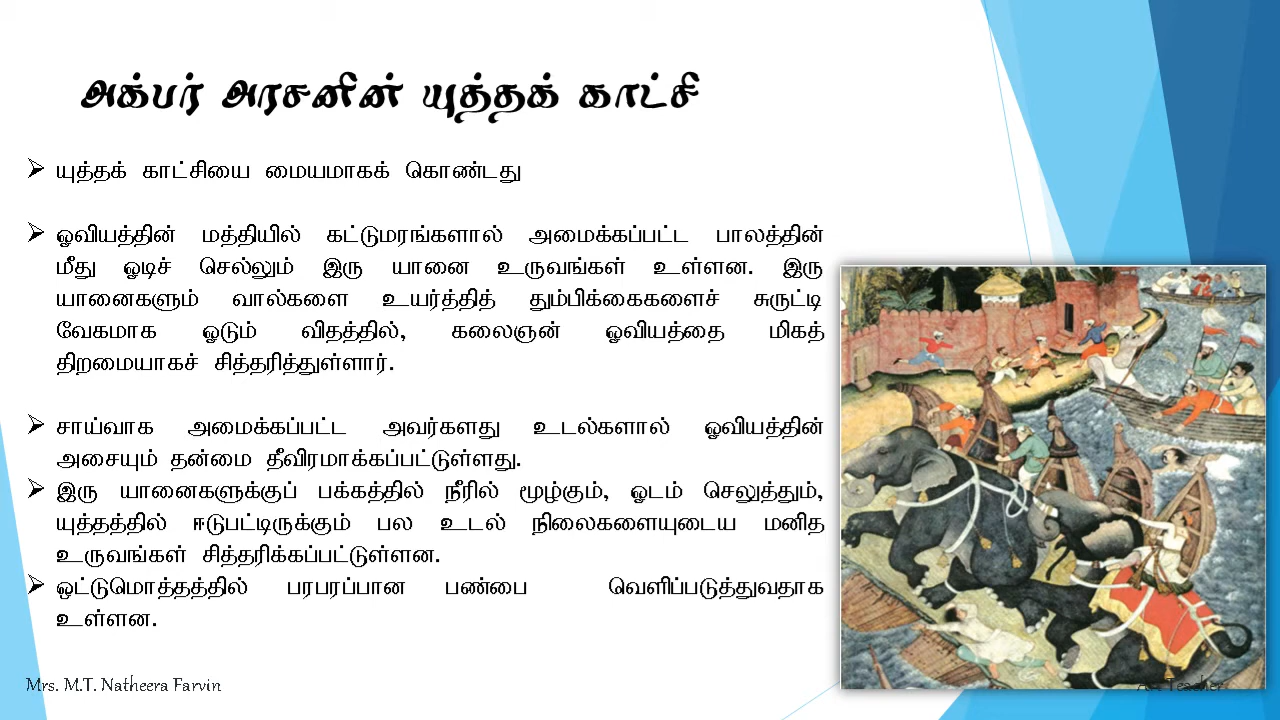 அக்பர் அரசனின் யுத்தக் காட்சி
➢ யுத்தக் காட்சியை மையமாகக் கொண்டது
➢ ஓவியத்தின் மத்தியில் கட்டுமரங்களால் அமைக்கப்பட்ட பாலத்தின்
மீது ஓடிச் செல்லும் இரு யானை உருவங்கள் உள்ளன. இரு
யானைகளும் வால்களை உயர்த்தித் தும்பிக்கைகளைச் சுருட்டி
வேகமாக ஓடும் விதத்தில், கலைஞன் ஓவியத்தை மிகத்
திறமையாகச் சித்தரித்துள்ளார்.
➢ சாய்வாக அமைக்கப்பட்ட அவர்களது உடல்களால் ஓவியத்தின்
அசையும் தன்மை தீவிரமாக்கப்பட்டுள்ளது.
➢ இரு யானைகளுக்குப் பக்கத்தில் நீரில் மூழ்கும், ஓடம் செலுத்தும்,
யுத்தத்தில் ஈடுபட்டிருக்கும் பல உடல் நிலைகளையுடைய மனித
உருவங்கள் சித்தரிக்கப்பட்டுள்ளன.
➢ ஒட்டுமொத்தத்தில் பரபரப்பான பண்பை வெளிப்படுத்துவதாக
உள்ளன.
Mrs. M.T. Natheera Farvin
Art Teacher